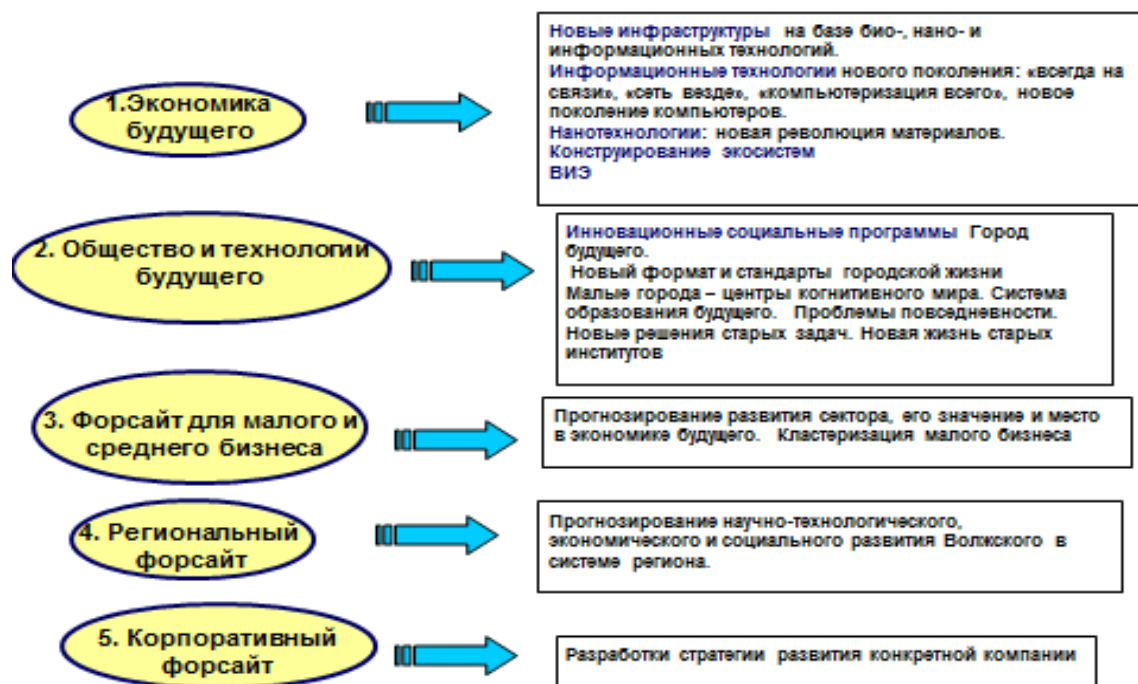 1.Экономика
будущего
Новые инфраструктуры на базе био-, нано- и
информационных технологий.
Информационные технологии нового поколения: «всегда на
связи», «сеть везде», «компьютеризация всего», новое
поколение компьютеров.
Нанотехнологии: новая революция материалов.
Конструирование экосистем
ВИЭ
2. Общество и технологии
будущего
Инновационные социальные программы Город
будущего.
Новый формат и стандарты городской жизни
Малые города – центры когнитивного мира. Система
образования будущего. Проблемы повседневности.
Новые решения старых задач. Новая жизнь старых
институтов
3. Форсайт для малого и
среднего бизнеса
Прогнозирование развития сектора, его значение и место
в экономике будущего. Кластеризация малого бизнеса
4. Региональный
форсайт
Прогнозирование научно-технологического,
экономического и социального развития Волжского в
системе региона.
5. Корпоративный
форсайт
Разработки стратегии развития конкретной компании